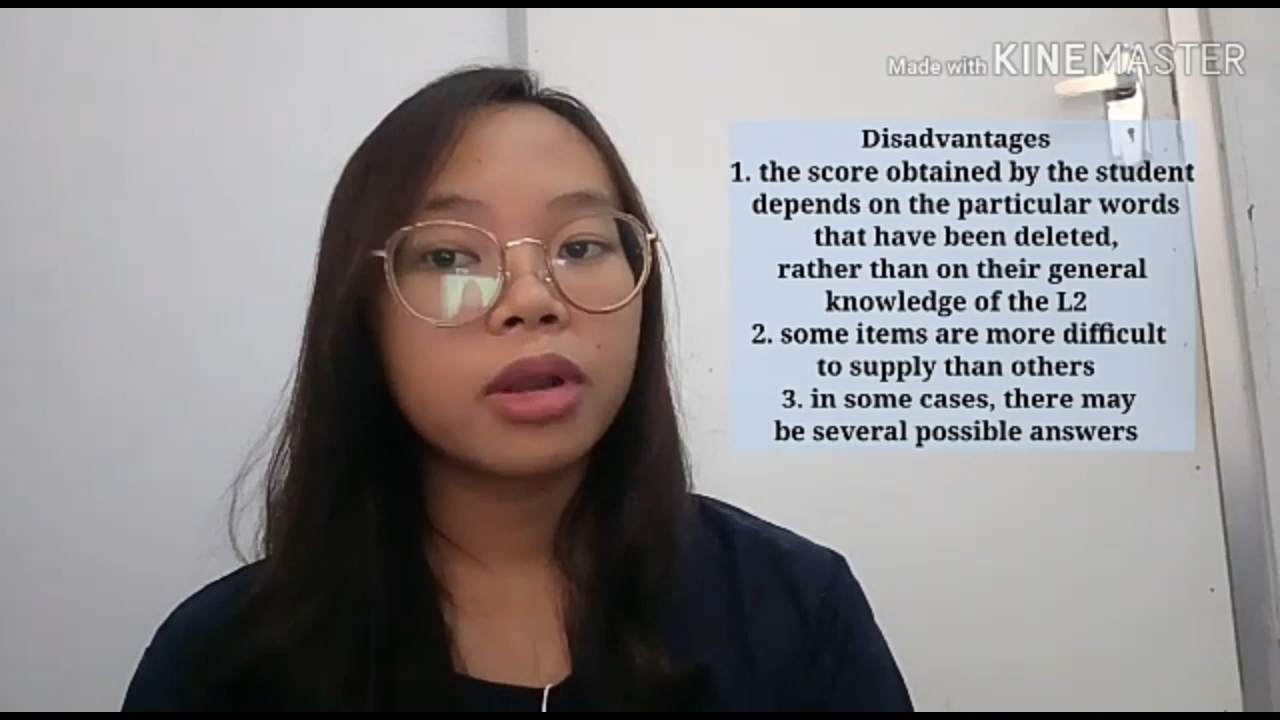 Made with KINEMASTER
Disadvantages
1. the score obtained by the student
depends on the particular words
that have been deleted,
rather than on their general
knowledge of the L2
2. some items are more difficult
to supply than others
3. in some cases, there may
be several possible answers